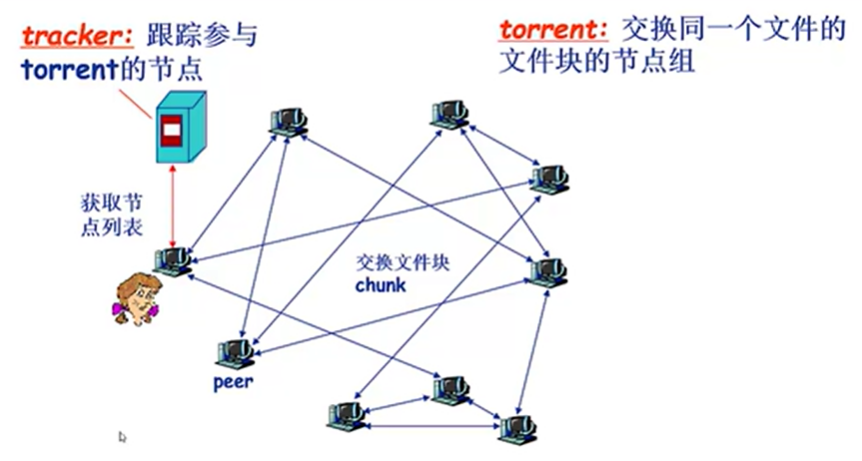 tracker: 跟踪参与
torrent的节点
torrent: 交换同一个文件的
文件块的节点组
获取节
点列表
交换文件块
chunk
peer